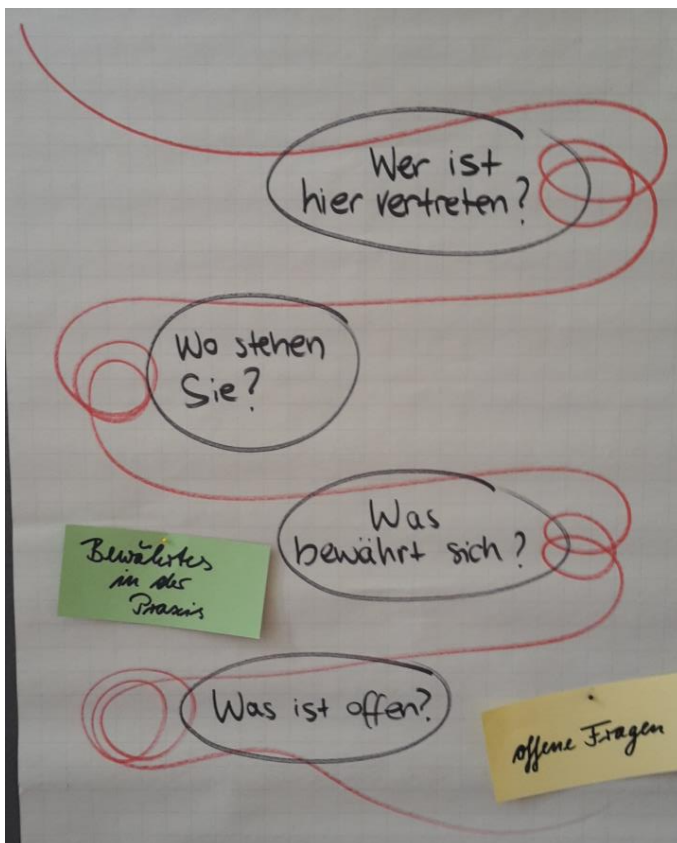 Wer ist
hier vertreten?
Wo stehen
Sie?
Was
bewährt sich?
Bewährtes
in der
Praxis
Was ist offen?
offene Fragen